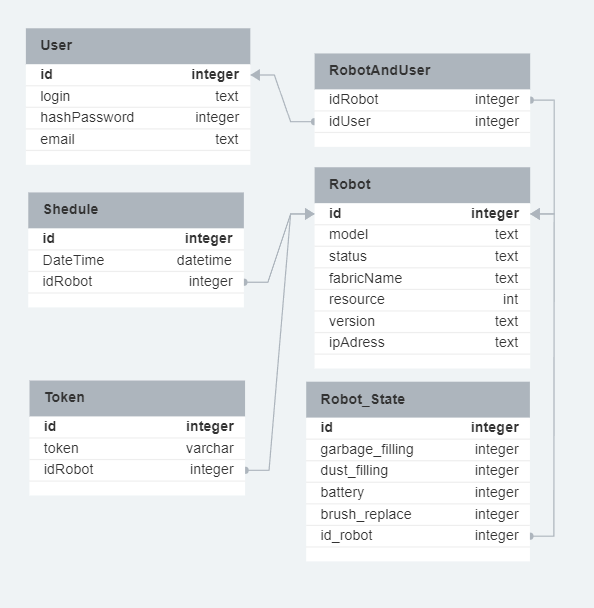 User
id integer
login text
hashPassword integer
email text
RobotAndUser
idRobot integer
idUser integer
Shedule
id integer
DateTime datetime
idRobot integer
Robot
id integer
model text
status text
fabricName text
resource int
version text
ipAdress text
Token
id integer
token varchar
idRobot integer
Robot_State
id integer
garbage_filling integer
dust_filling integer
battery integer
brush_replace integer
id_robot integer